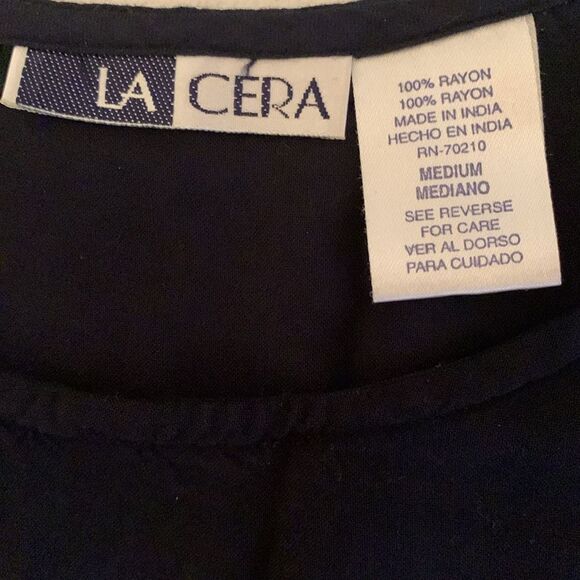 LA CERA
100% RAYON
100% RAYON
MADE IN INDIA
HECHO EN INDIA
RN-70210
MEDIUM
MEDIANO
SEE REVERSE
FOR CARE
VER AL DORSO
PARA CUIDADO